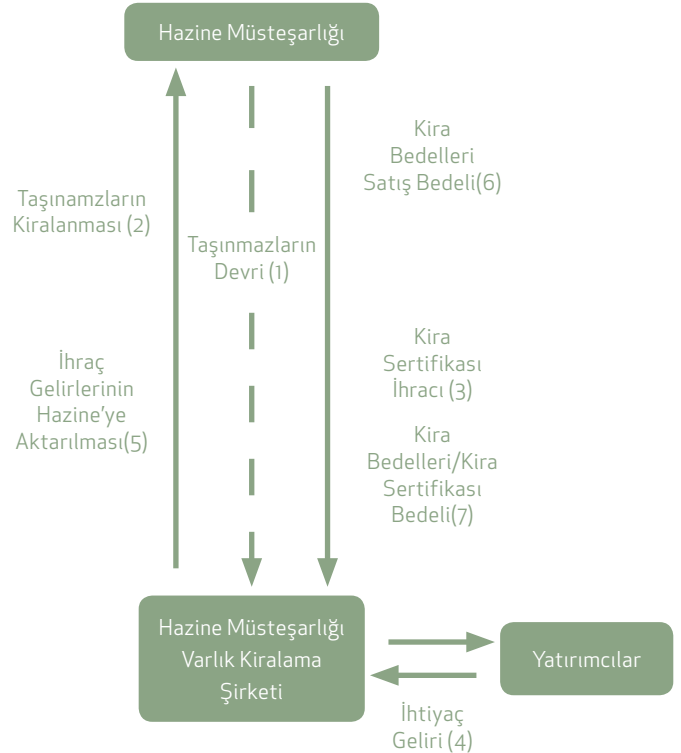 Hazine Müsteşarlığı
Kira
Bedelleri
Satış Bedeli(6)
Taşınamzların
Kiralanması (2)
Taşınmazların
Devri (1)
İhraç
Gelirlerinin
Hazine'ye
Aktarılması(5)
Kira
Sertifikası
İhracı (3)
Kira
Bedelleri/Kira
Sertifikası
Bedeli(7)
Hazine Müsteşarlığı
Varlık Kiralama
Şirketi
Yatırımcılar
İhtiyaç
Geliri (4)